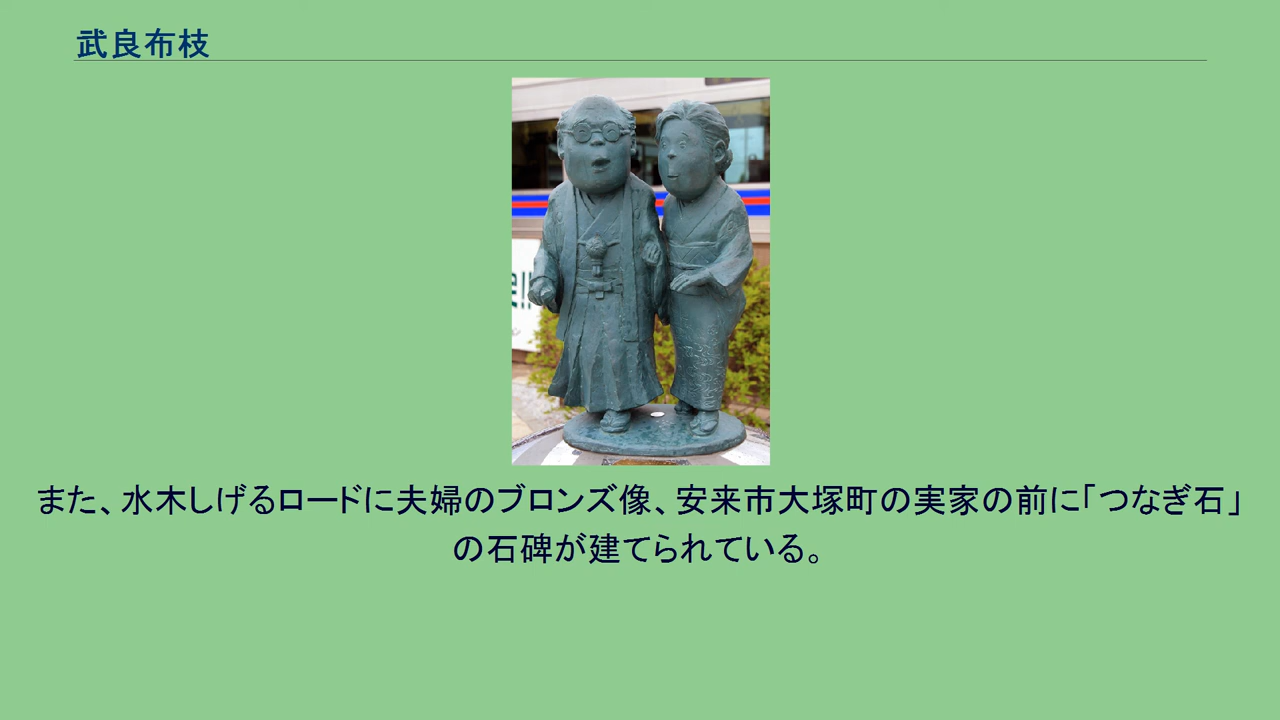 武良布枝
また、水木しげるロードに夫婦のブロンズ像、安来市大塚町の実家の前に「つなぎ石」
の石碑が建てられている。